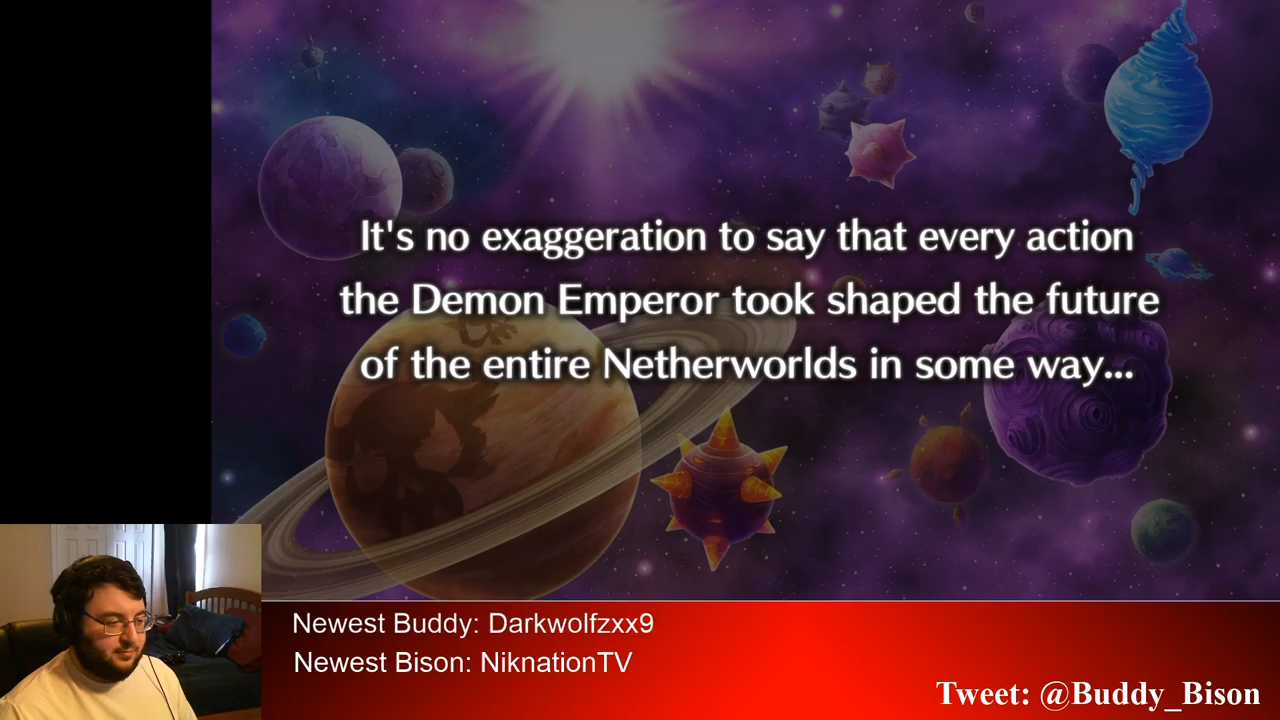 It's no exaggeration to say that every action
the Demon Emperor took shaped the future
of the entire Netherworlds in some way...
Newest Buddy: Darkwolfzxx9
Newest Bison: NiknationTV
Tweet: @Buddy_Bison